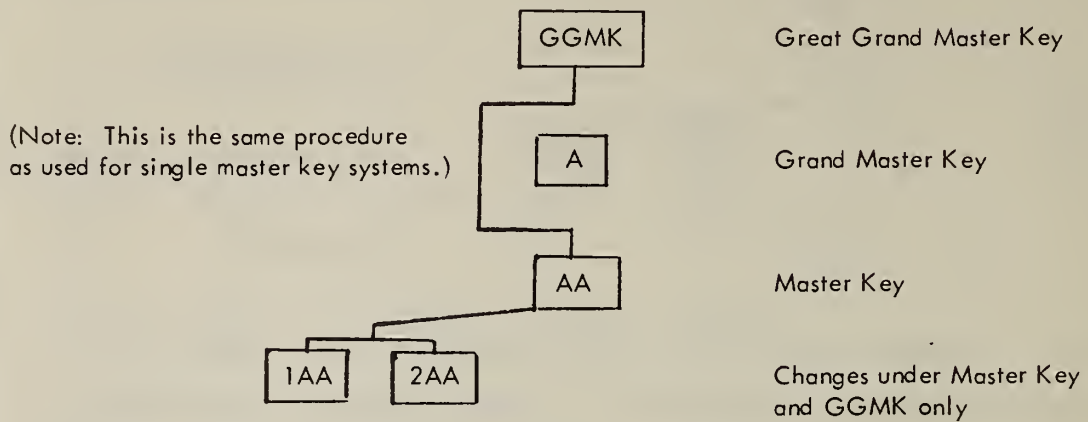 GGMK Great Grand Master Key
(Note: This is the same procedure
as used for single master key systems.)
A Grand Master Key
AA Master Key
1AA 2AA Changes under Master Key
and GGMK only